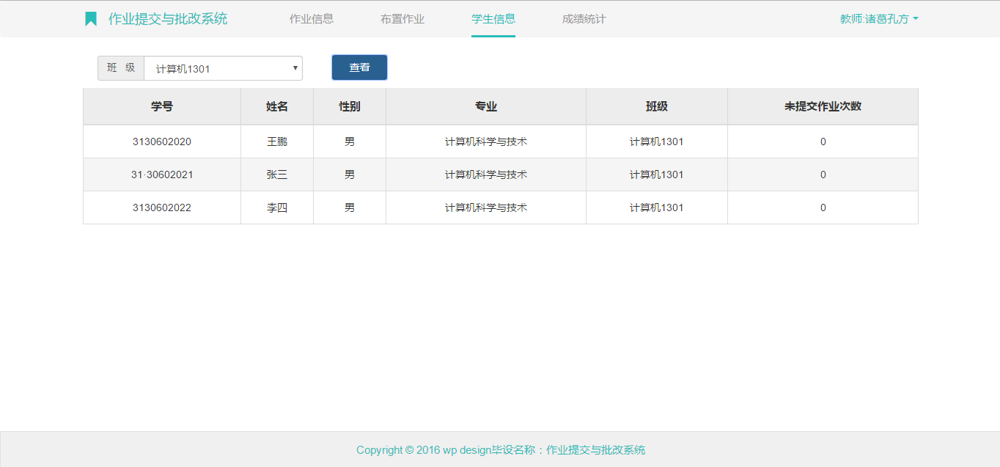 作业提交与批改系统 作业信息 布置作业 学生信息 成绩统计 教师:诸葛孔方
班 级 计算机1301 查看
学号 姓名 性别 专业 班级 未提交作业次数
3130602020 王鹏 男 计算机科学与技术 计算机1301 0
31·30602021 张三 男 计算机科学与技术 计算机1301 0
3130602022 李四 男 计算机科学与技术 计算机1301 0
Copyright © 2016 wp design毕设名称：作业提交与批改系统